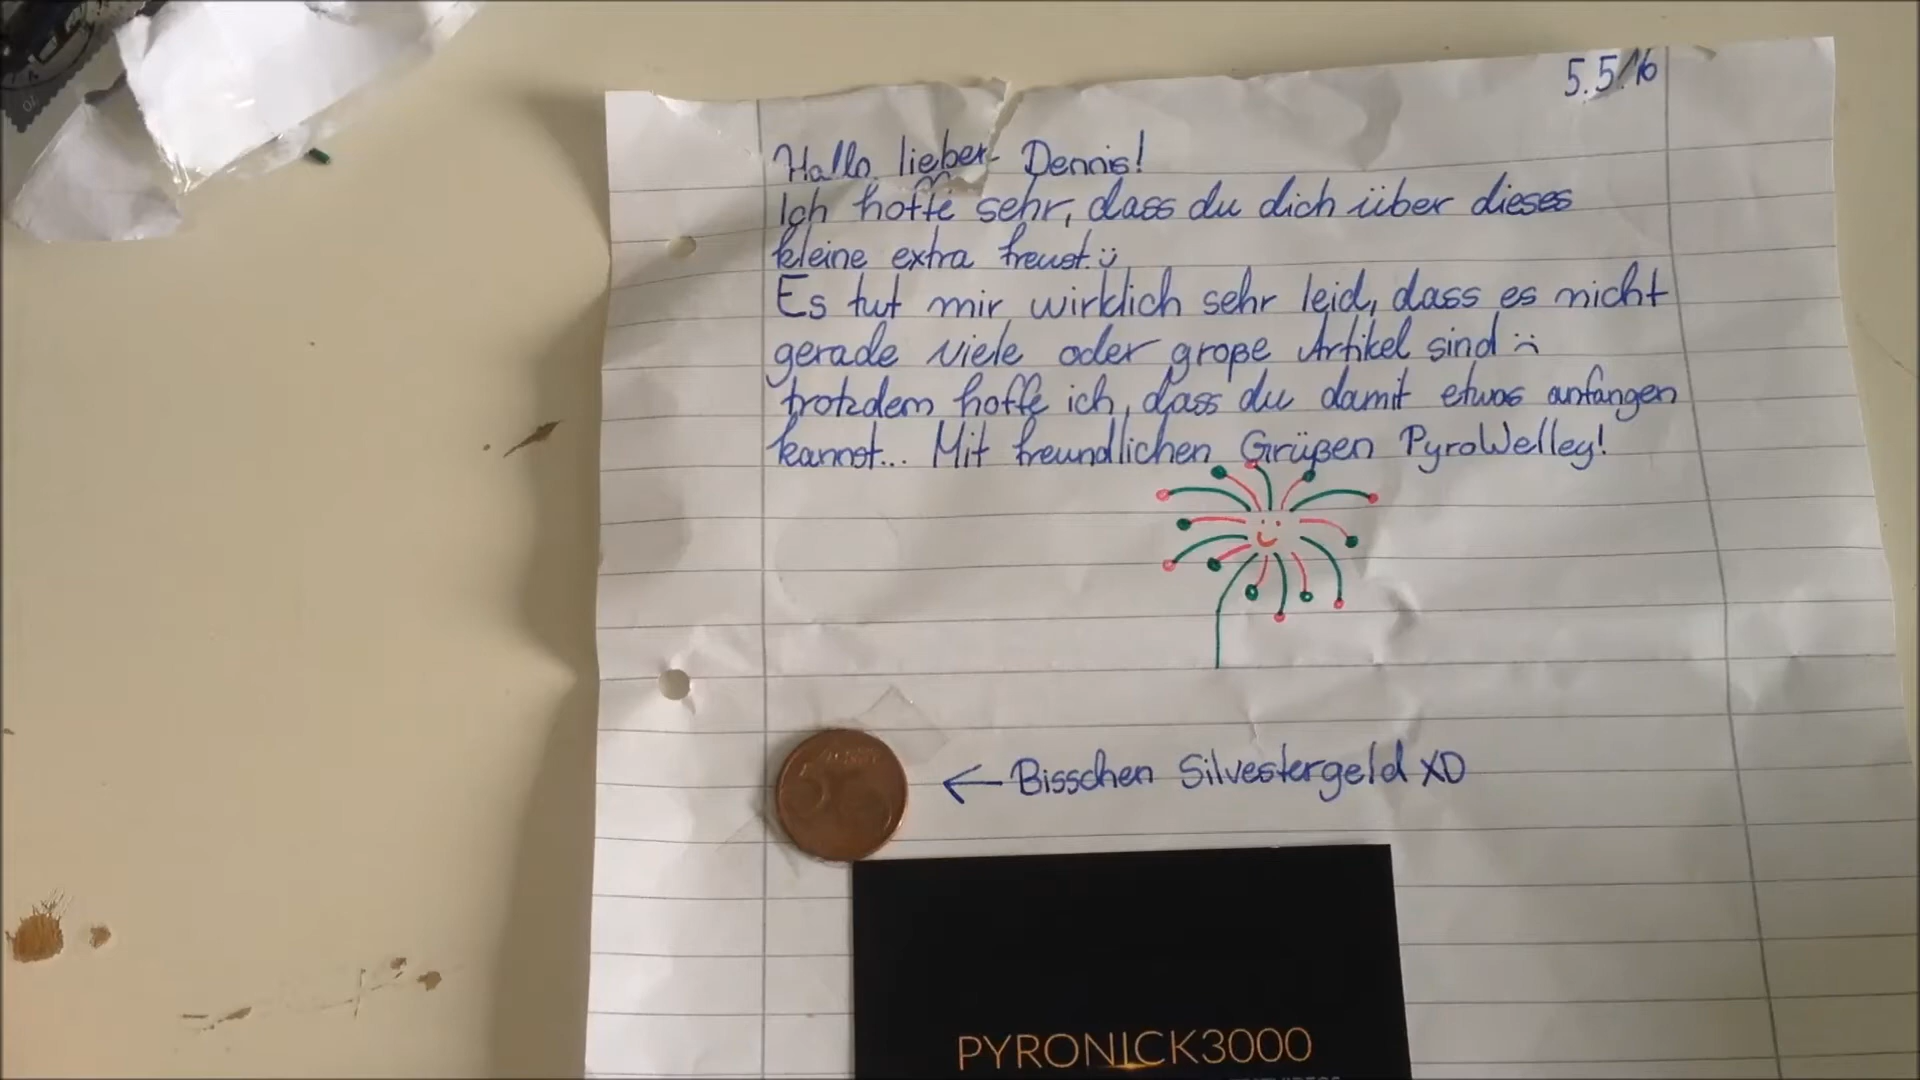 5.5.16
Hallo lieber Dennis!
Ich hoffe sehr, dass du dich über dieses
kleine extra freust. :)
Es tut mir wirklich sehr leid, dass es nicht
gerade viele oder große Artikel sind :(
trotzdem hoffe ich, dass du damit etwas anfangen
kannst... Mit freundlichen Grüßen PyroWelley!
5
← Bisschen Silvestergeld XD
PYRONICK3000